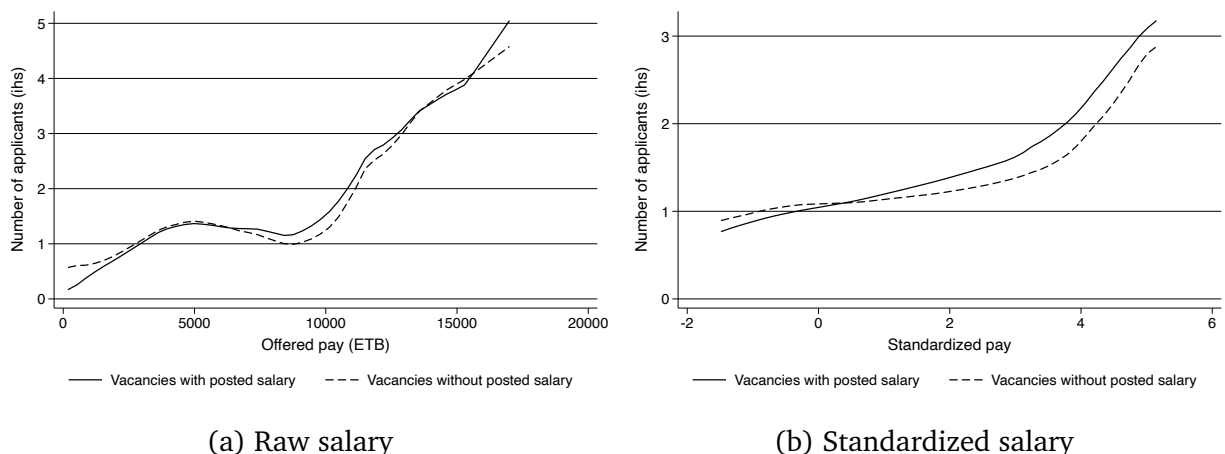 Number of applicants (ihs)
5
4
3
2
1
0
0 5000 10000 15000 20000
Offered pay (ETB)
Vacancies with posted salary Vacancies without posted salary
(a) Raw salary
Number of applicants (ihs)
3
2
1
0
-2 0 2 4 6
Standardized pay
Vacancies with posted salary Vacancies without posted salary
(b) Standardized salary